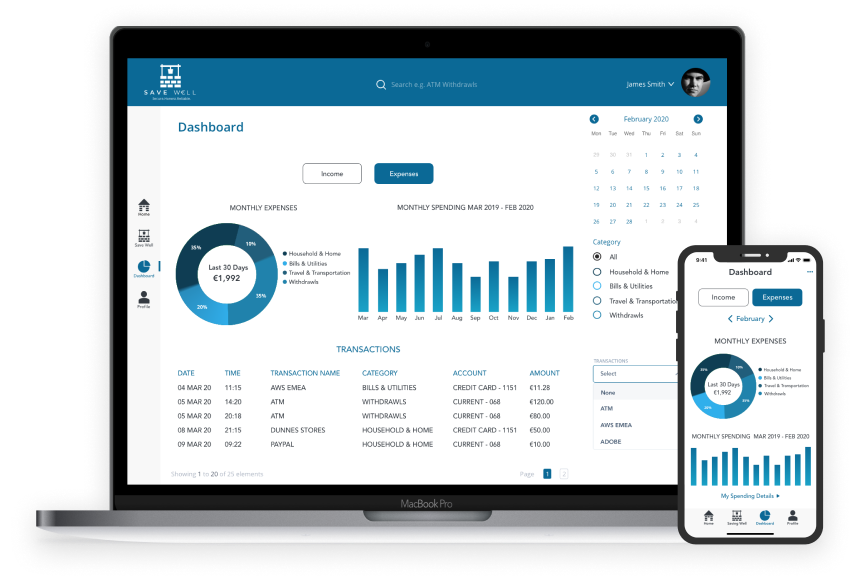 SAVE WELL
Search e.g. ATM Withdrawls
James Smith
Dashboard
Income
Expenses
MONTHLY EXPENSES
35%
10%
35%
20%
Last 30 Days
€1,992
Household & Home
Bills & Utilities
Travel & Transportation
Withdrawls
MONTHLY SPENDING MAR 2019 - FEB 2020
Mar Apr May Jun Jul Aug Sep Oct Nov Dec Jan Feb
TRANSACTIONS
DATE TIME TRANSACTION NAME CATEGORY ACCOUNT AMOUNT
04 MAR 20 11:15 AWS EMEA BILLS & UTILITIES CREDIT CARD - 1151 €11.28
05 MAR 20 14:20 ATM WITHDRAWLS CURRENT - 068 €120.00
05 MAR 20 20:18 ATM WITHDRAWLS CURRENT - 068 €80.00
08 MAR 20 21:15 DUNNES STORES HOUSEHOLD & HOME CREDIT CARD - 1151 €50.00
09 MAR 20 09:22 PAYPAL HOUSEHOLD & HOME CURRENT - 068 €10.00
Showing 1 to 20 of 25 elements
Page 1 2
Home
Save Well
Dashboard
Profile
February 2020
Mon Tue Wed Thu Fri Sat Sun
29 30 31 1 2 3 4
5 6 7 8 9 10 11
12 13 14 15 16 17 18
19 20 21 22 23 24 25
26 27 28 1 2 3 4
Category
All
Household & Home
Bills & Utilities
Travel & Transportation
Withdrawls
TRANSACTIONS
Select
None
ATM
AWS EMEA
ADOBE
MacBook Pro
9:41
Dashboard
Income
Expenses
February
MONTHLY EXPENSES
35%
10%
35%
20%
Last 30 Days
€1,992
Household & Home
Bills & Utilities
Travel & Transportation
Withdrawls
MONTHLY SPENDING MAR 2019 - FEB 2020
My Spending Details
Home
Saving Well
Dashboard
Profile